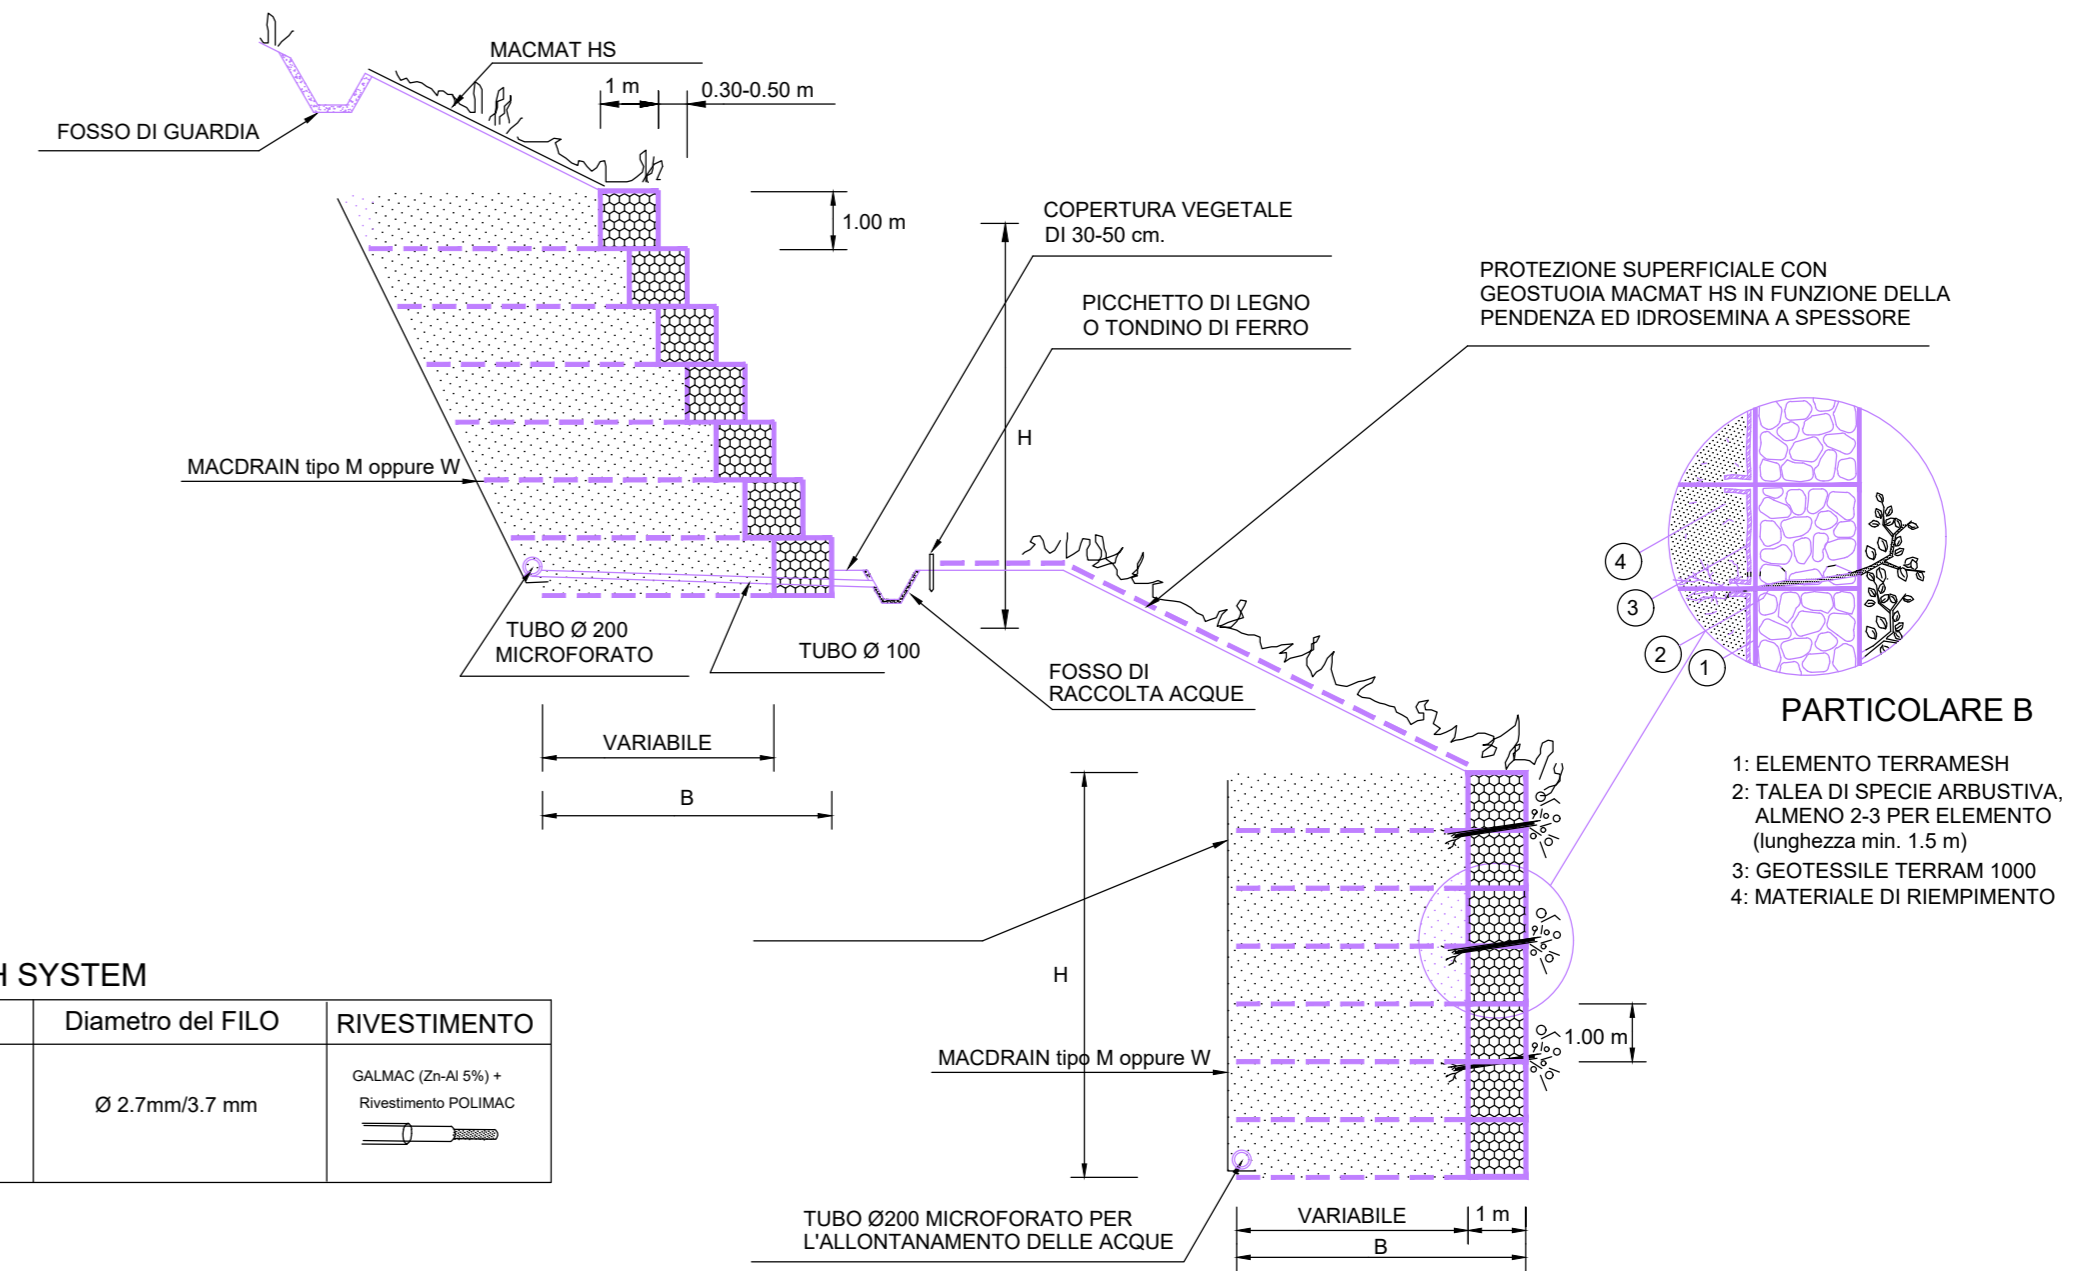 MACMAT HS
1 m
0.30-0.50 m
FOSSO DI GUARDIA
1.00 m
COPERTURA VEGETALE
DI 30-50 cm.
PICCHETTO DI LEGNO
O TONDINO DI FERRO
PROTEZIONE SUPERFICIALE CON
GEOSTUOIA MACMAT HS IN FUNZIONE DELLA
PENDENZA ED IDROSEMINA A SPESSORE
H
MACDRAIN tipo M oppure W
TUBO Ø 200
MICROFORATO
TUBO Ø 100
FOSSO DI
RACCOLTA ACQUE
VARIABILE
B
4
3
2
1
PARTICOLARE B
1: ELEMENTO TERRAMESH
2: TALEA DI SPECIE ARBUSTIVA,
ALMENO 2-3 PER ELEMENTO
(lunghezza min. 1.5 m)
3: GEOTESSILE TERRAM 1000
4: MATERIALE DI RIEMPIMENTO
H
1.00 m
MACDRAIN tipo M oppure W
TUBO Ø200 MICROFORATO PER
L'ALLONTANAMENTO DELLE ACQUE
VARIABILE
1 m
B
H SYSTEM
Diametro del FILO
RIVESTIMENTO
Ø 2.7mm/3.7 mm
GALMAC (Zn-Al 5%) +
Rivestimento POLIMAC